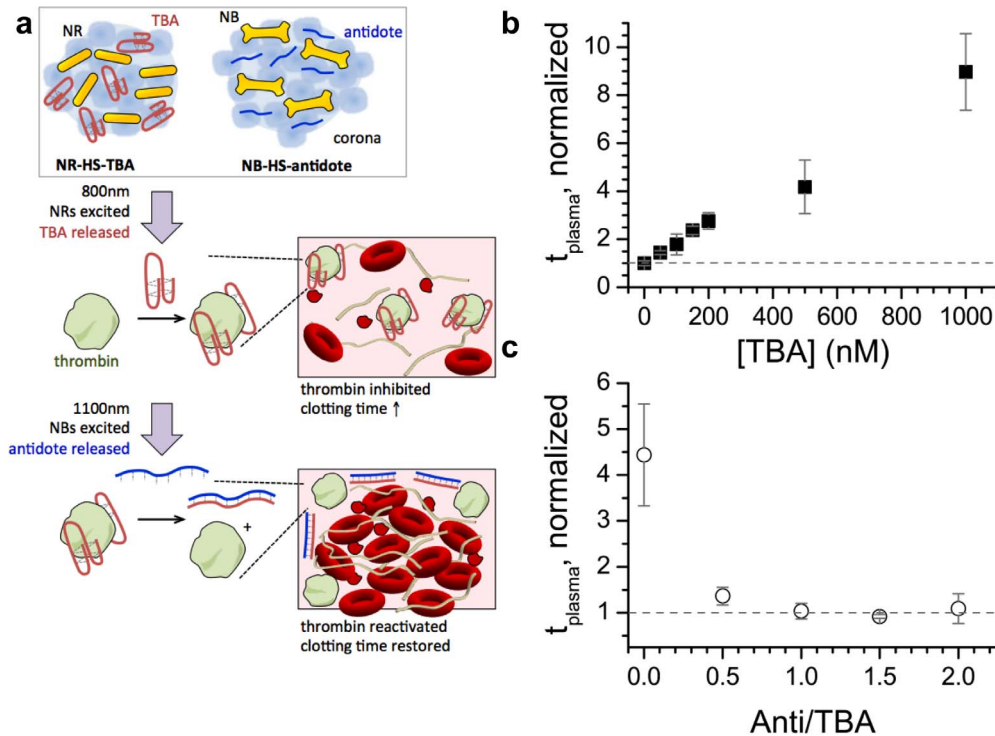 a
NR
TBA
NB
antidote
corona
NR-HS-TBA
NB-HS-antidote
800nm
NRs excited
TBA released
thrombin
thrombin inhibited
clotting time ↑
1100nm
NBs excited
antidote released
+
thrombin reactivated
clotting time restored
b
t plasma, normalized
10
8
6
4
2
0
0
200
400
600
800
1000
[TBA] (nM)
c
t plasma, normalized
6
5
4
3
2
1
0.0
0.5
1.0
1.5
2.0
Anti/TBA